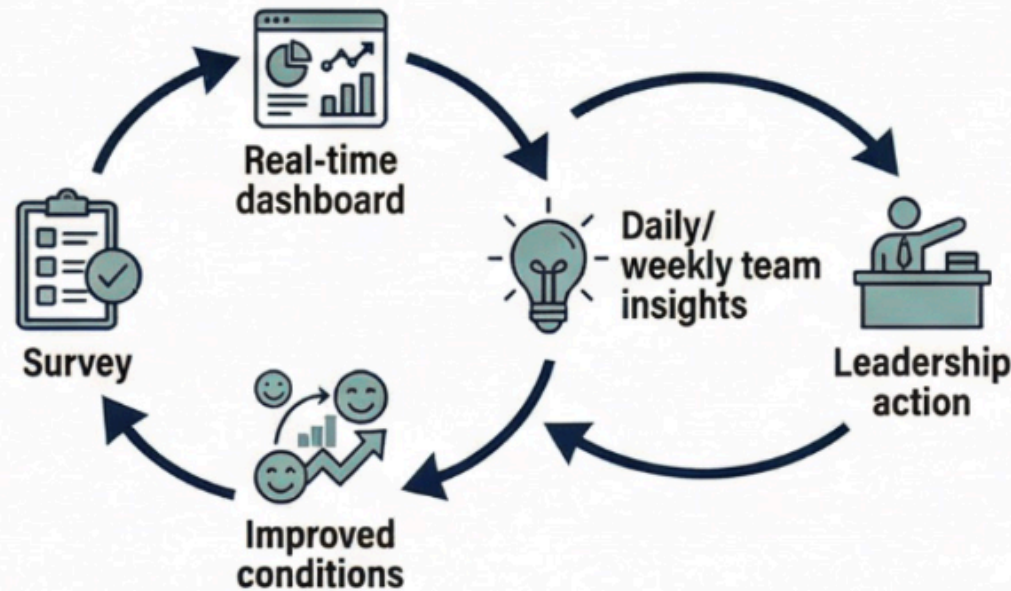 Real-time
dashboard
Daily/
weekly team
insights
Survey
Leadership
action
Improved
conditions